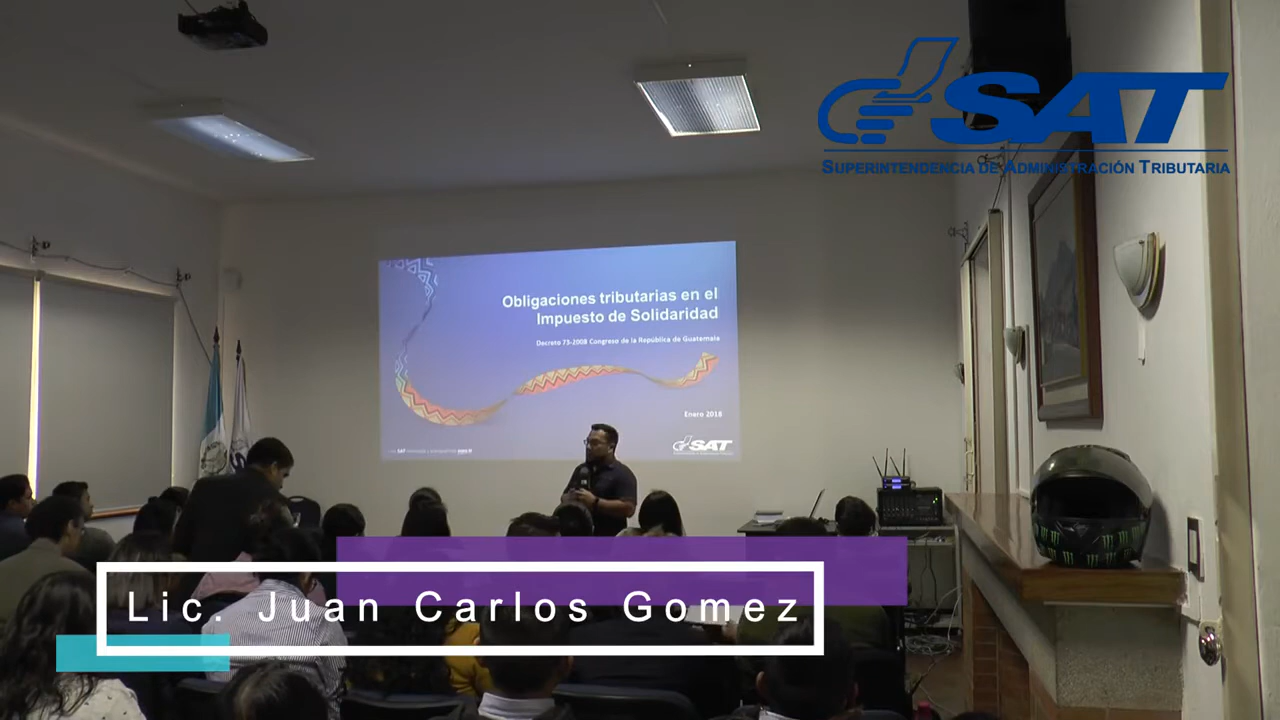 SAT
SUPERINTENDENCIA DE ADMINISTRACIÓN TRIBUTARIA
Obligaciones tributarias en el
Impuesto de Solidaridad
Decreto 73-2008 Congreso de la República de Guatemala
Enero 2018
SAT
Lic. Juan Carlos Gomez